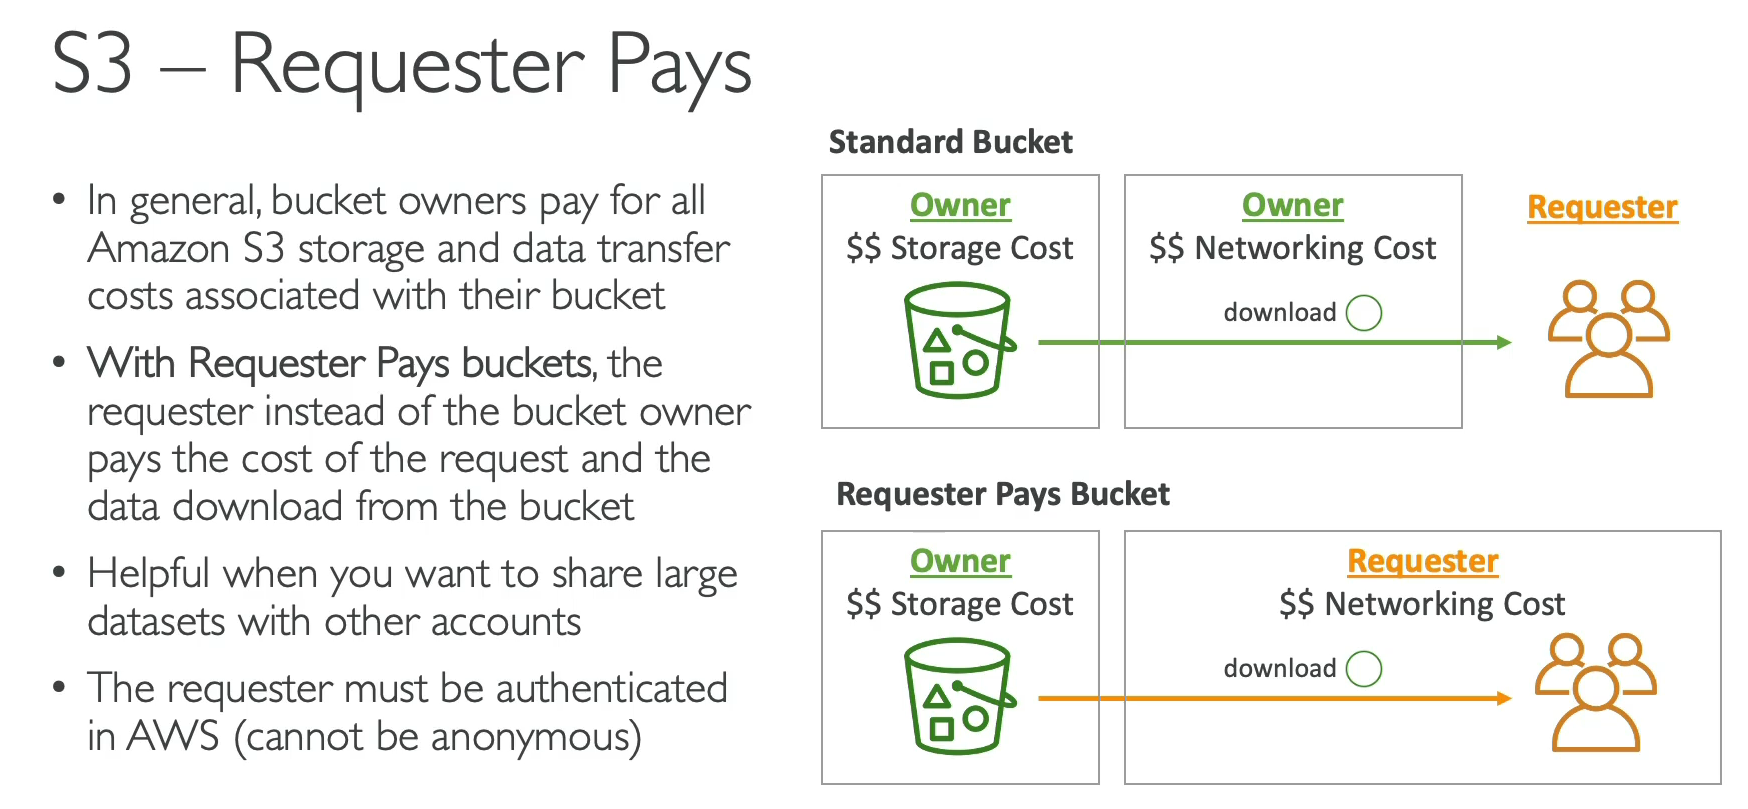 S3 – Requester Pays
• In general, bucket owners pay for all
Amazon S3 storage and data transfer
costs associated with their bucket
• With Requester Pays buckets, the
requester instead of the bucket owner
pays the cost of the request and the
data download from the bucket
• Helpful when you want to share large
datasets with other accounts
• The requester must be authenticated
in AWS (cannot be anonymous)
Standard Bucket
Owner
$$ Storage Cost
Owner
$$ Networking Cost
download
Requester
Requester Pays Bucket
Owner
$$ Storage Cost
Requester
$$ Networking Cost
download